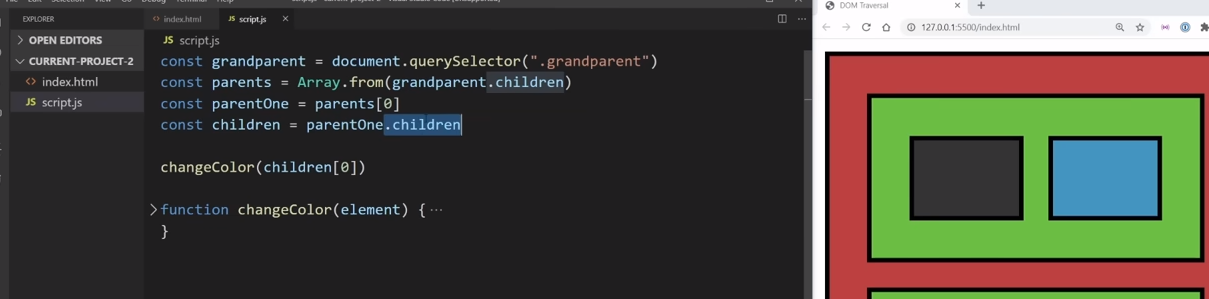 EXPLORER
OPEN EDITORS
CURRENT-PROJECT-2
index.html
JS script.js
index.html
JS script.js
JS script.js
const grandparent = document.querySelector(".grandparent")
const parents = Array.from(grandparent.children)
const parentOne = parents[0]
const children = parentOne.children
changeColor(children[0])
function changeColor(element) { ···
}
DOM Traversal
127.0.0.1:5500/index.html